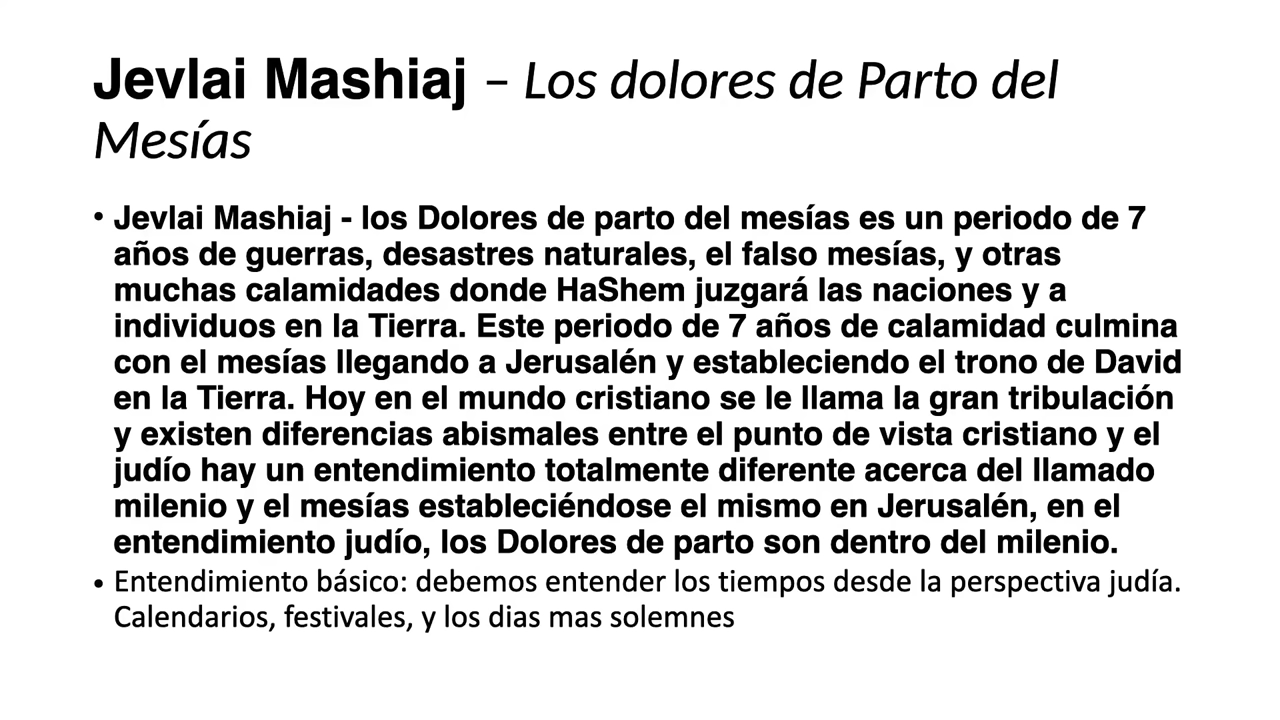 Jevlai Mashiaj – Los dolores de Parto del
Mesías
• Jevlai Mashiaj - los Dolores de parto del mesías es un periodo de 7
años de guerras, desastres naturales, el falso mesías, y otras
muchas calamidades donde HaShem juzgará las naciones y a
individuos en la Tierra. Este periodo de 7 años de calamidad culmina
con el mesías llegando a Jerusalén y estableciendo el trono de David
en la Tierra. Hoy en el mundo cristiano se le llama la gran tribulación
y existen diferencias abismales entre el punto de vista cristiano y el
judío hay un entendimiento totalmente diferente acerca del llamado
milenio y el mesías estableciéndose el mismo en Jerusalén, en el
entendimiento judío, los Dolores de parto son dentro del milenio.
• Entendimiento básico: debemos entender los tiempos desde la perspectiva judía.
Calendarios, festivales, y los dias mas solemnes